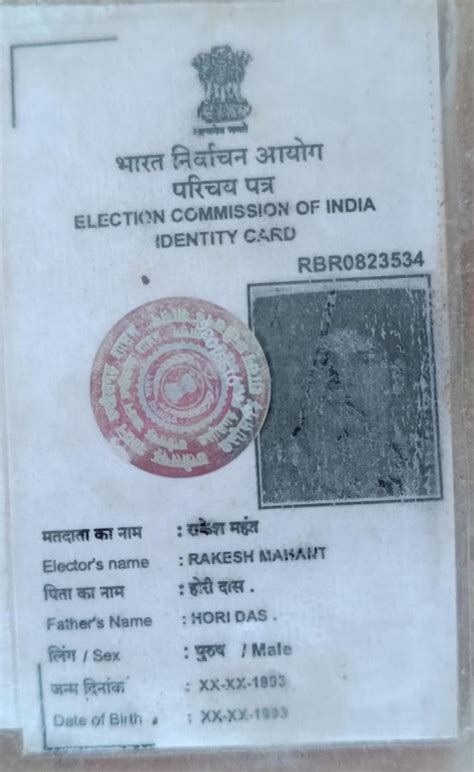 भारत निर्वाचन आयोग
परिचय पत्र
ELECTION COMMISSION OF INDIA
IDENTITY CARD
RBR0823534
मतदाता का नाम : राकेश महंत
Elector's name : RAKESH MAHANT
पिता का नाम : होरी दास .
Father's Name : HORI DAS .
लिंग / Sex : पुरुष / Male
जन्म दिनांक : XX-XX-1993
Date of Birth : XX-XX-1993